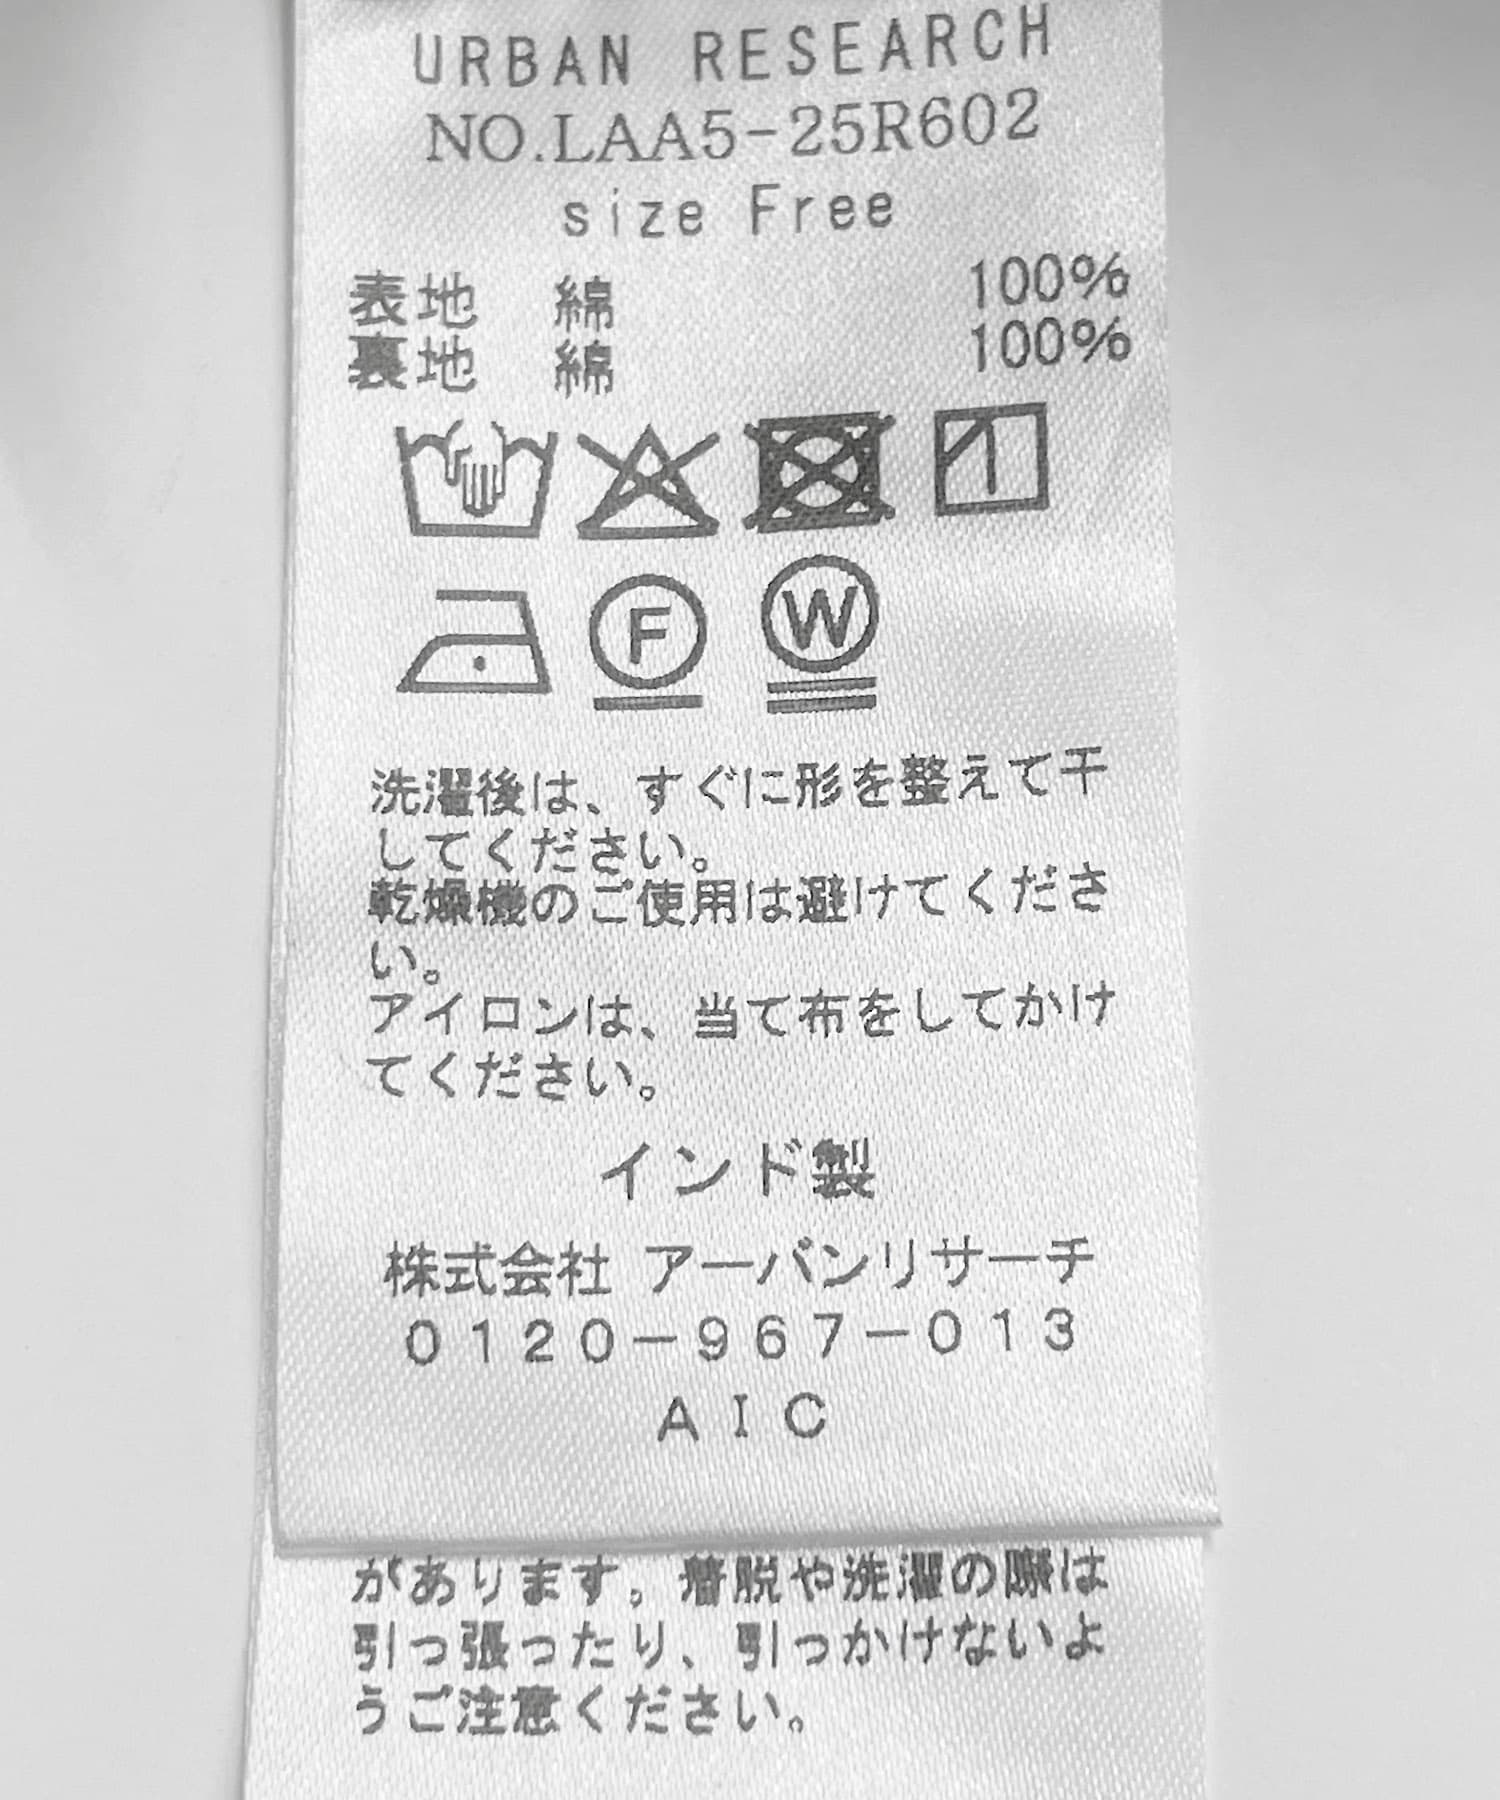 URBAN RESEARCH
NO.LAA5-25R602
size Free
表地 綿 100%
裏地 綿 100%
F W
洗濯後は、すぐに形を整えて干
してください。
乾燥機のご使用は避けてくださ
い。
アイロンは、当て布をしてかけ
てください。
インド製
株式会社 アーバンリサーチ
0120-967-013
AIC
があります。着脱や洗濯の際は
引っ張ったり、引っかけないよ
うご注意ください。